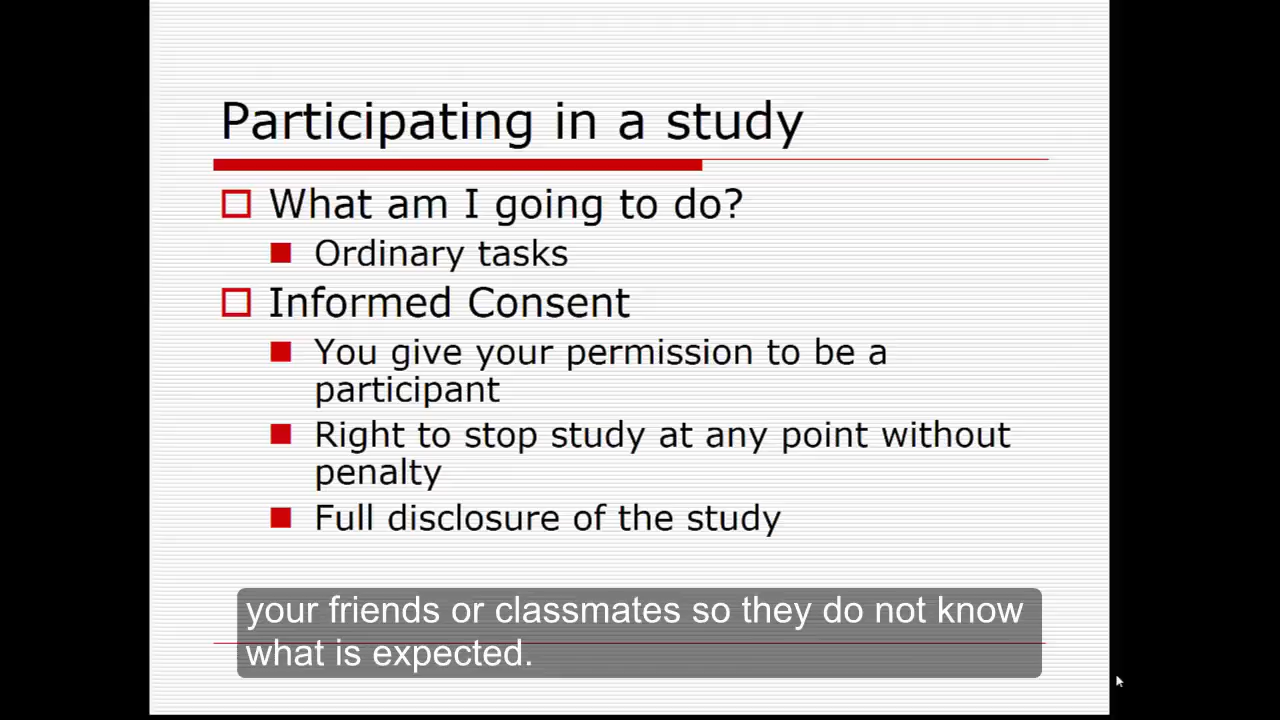 Participating in a study
What am I going to do?
Ordinary tasks
Informed Consent
You give your permission to be a
participant
Right to stop study at any point without
penalty
Full disclosure of the study
your friends or classmates so they do not know
what is expected.